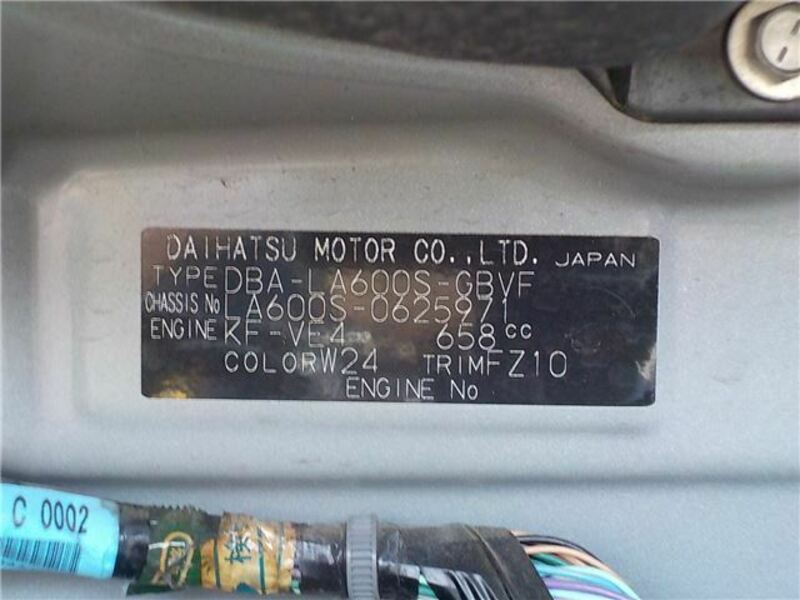 DAIHATSU MOTOR CO.,LTD. JAPAN
TYPE DBA-LA600S-GBVF
CHASSIS No LA600S-0625971
ENGINE KF-VE4 658cc
COLOR W24 TRIM FZ10
ENGINE No
C 0002
検